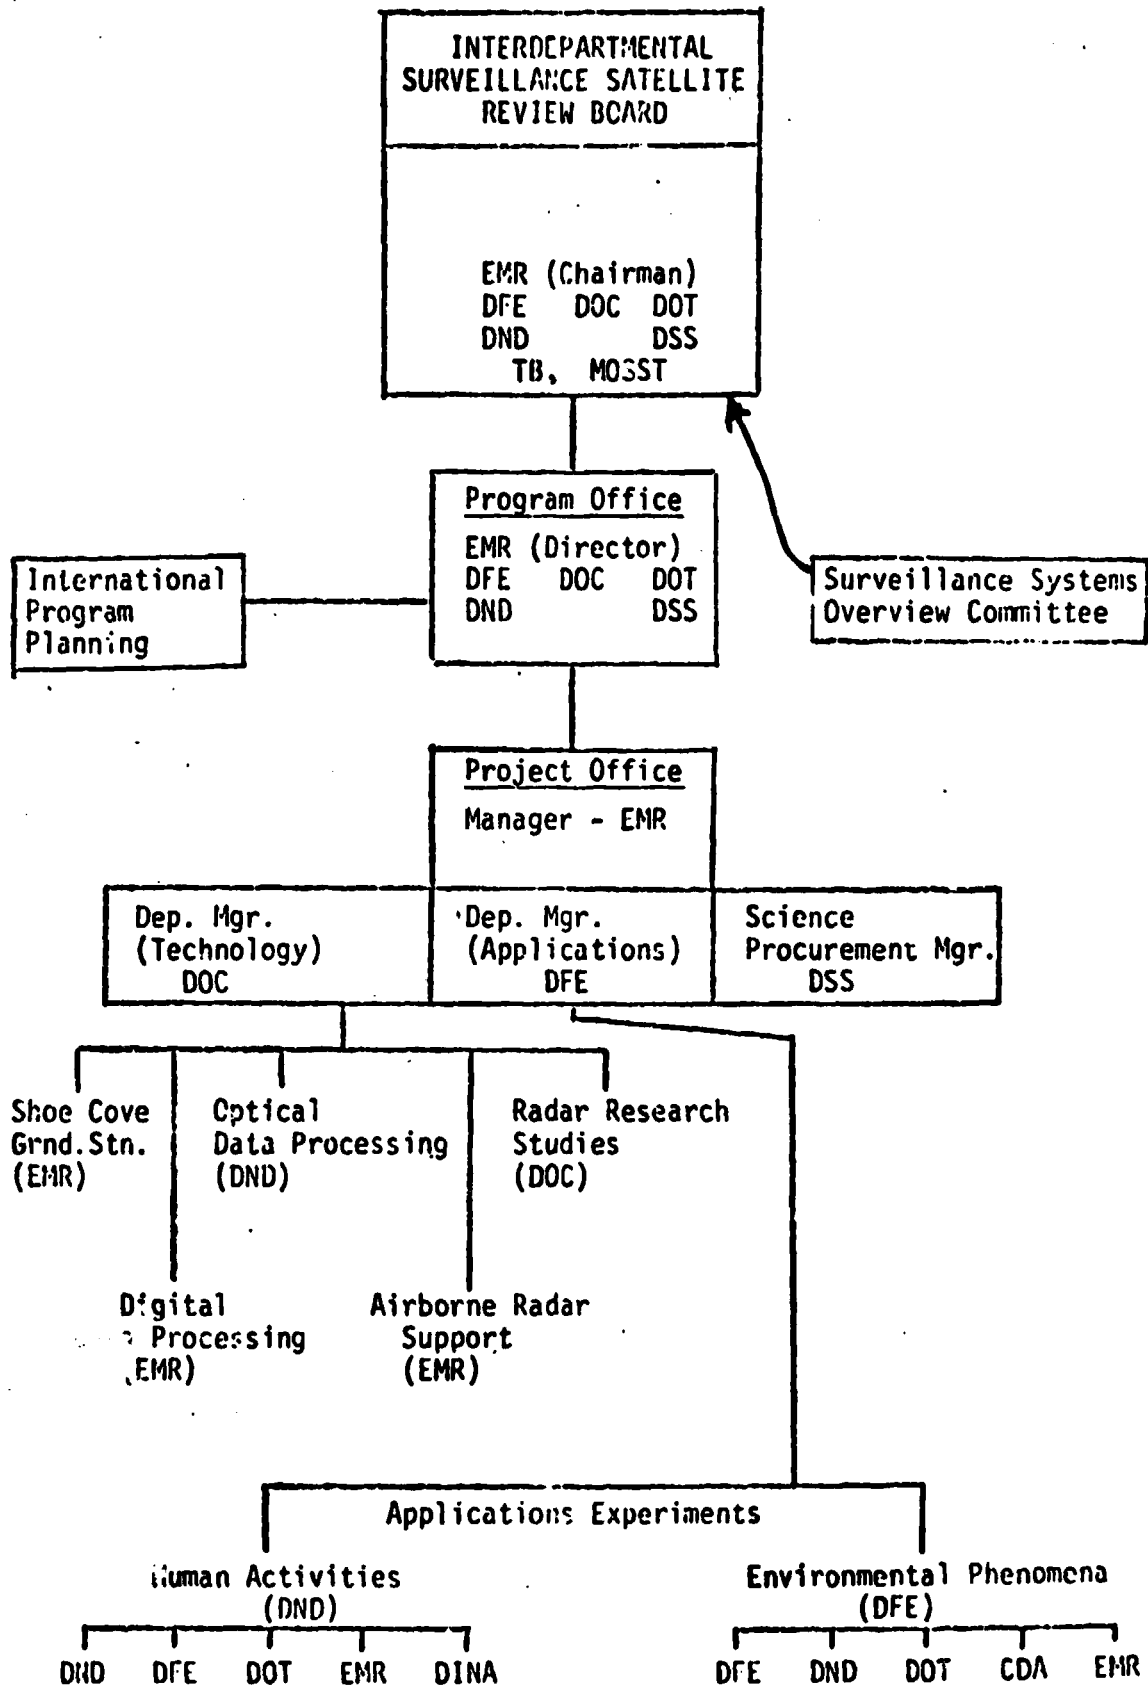 INTERDEPARTMENTAL
SURVEILLANCE SATELLITE
REVIEW BOARD
EMR (Chairman)
DFE DOC DOT
DND DSS
TB, MOSST
Program Office
EMR (Director)
DFE DOC DOT
DND DSS
International
Program
Planning
Surveillance Systems
Overview Committee
Project Office
Manager - EMR
Dep. Mgr.
(Technology)
DOC
Dep. Mgr.
(Applications)
DFE
Science
Procurement Mgr.
DSS
Shoe Cove
Grnd.Stn.
(EMR)
Optical
Data Processing
(DND)
Radar Research
Studies
(DOC)
Digital
Processing
(EMR)
Airborne Radar
Support
(EMR)
Applications Experiments
Human Activities
(DND)
DND DFE DOT EMR DINA
Environmental Phenomena
(DFE)
DFE DND DOT CDA EMR